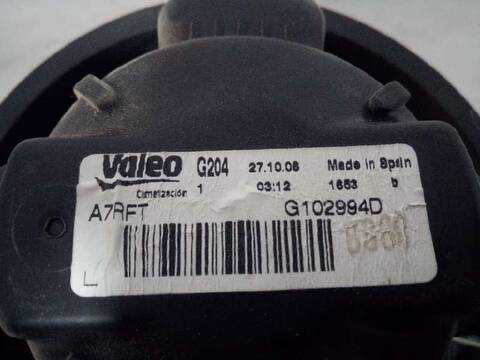 Valeo G204 27.10.08 Made in Spain
Climatización 1 03:12 1653 b
A7RFT G102994D
L